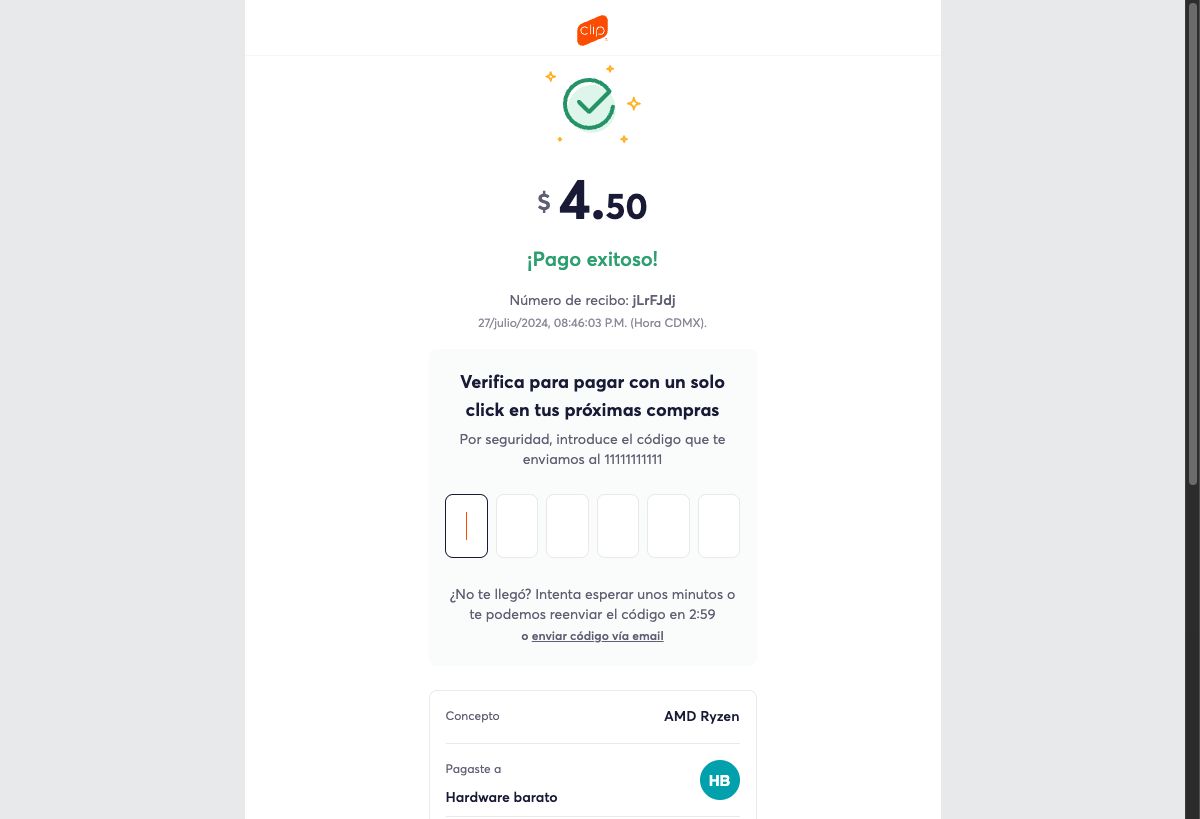 clip
$ 4.50
¡Pago exitoso!
Número de recibo: jLrFJdj
27/julio/2024, 08:46:03 P.M. (Hora CDMX).
Verifica para pagar con un solo
click en tus próximas compras
Por seguridad, introduce el código que te
enviamos al 11111111111
¿No te llegó? Intenta esperar unos minutos o
te podemos reenviar el código en 2:59
o enviar código vía email
Concepto AMD Ryzen
Pagaste a
HB
Hardware barato